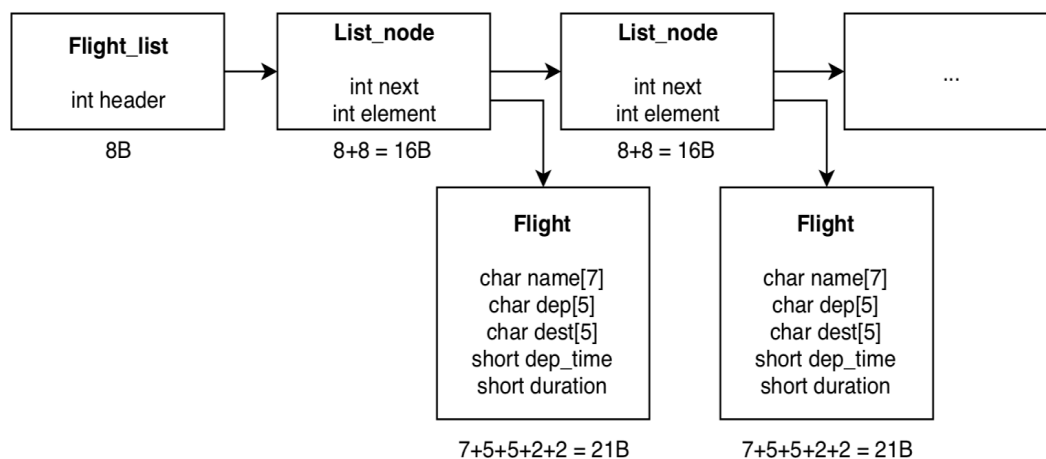 Flight_list
int header
8B
List_node
int next
int element
8+8 = 16B
List_node
int next
int element
8+8 = 16B
...
Flight
char name[7]
char dep[5]
char dest[5]
short dep_time
short duration
7+5+5+2+2 = 21B
Flight
char name[7]
char dep[5]
char dest[5]
short dep_time
short duration
7+5+5+2+2 = 21B